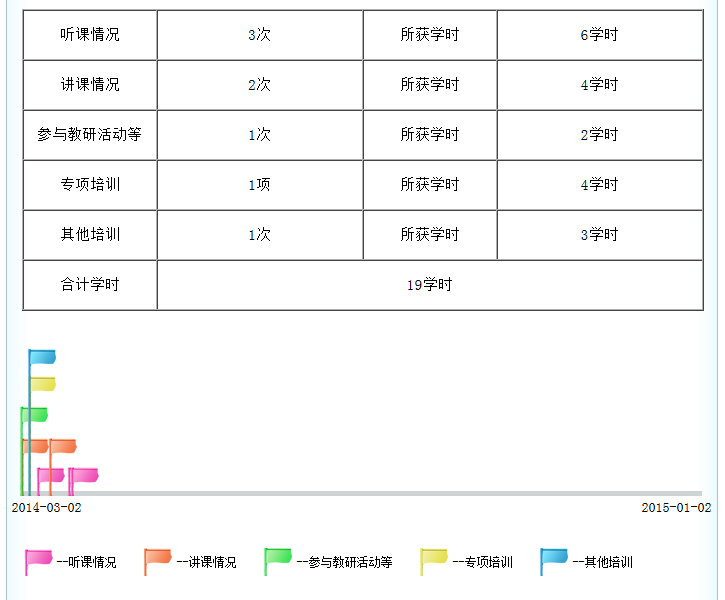 听课情况 3次 所获学时 6学时
讲课情况 2次 所获学时 4学时
参与教研活动等 1次 所获学时 2学时
专项培训 1项 所获学时 4学时
其他培训 1次 所获学时 3学时
合计学时 19学时
2014-03-02 2015-01-02
--听课情况 --讲课情况 --参与教研活动等 --专项培训 --其他培训